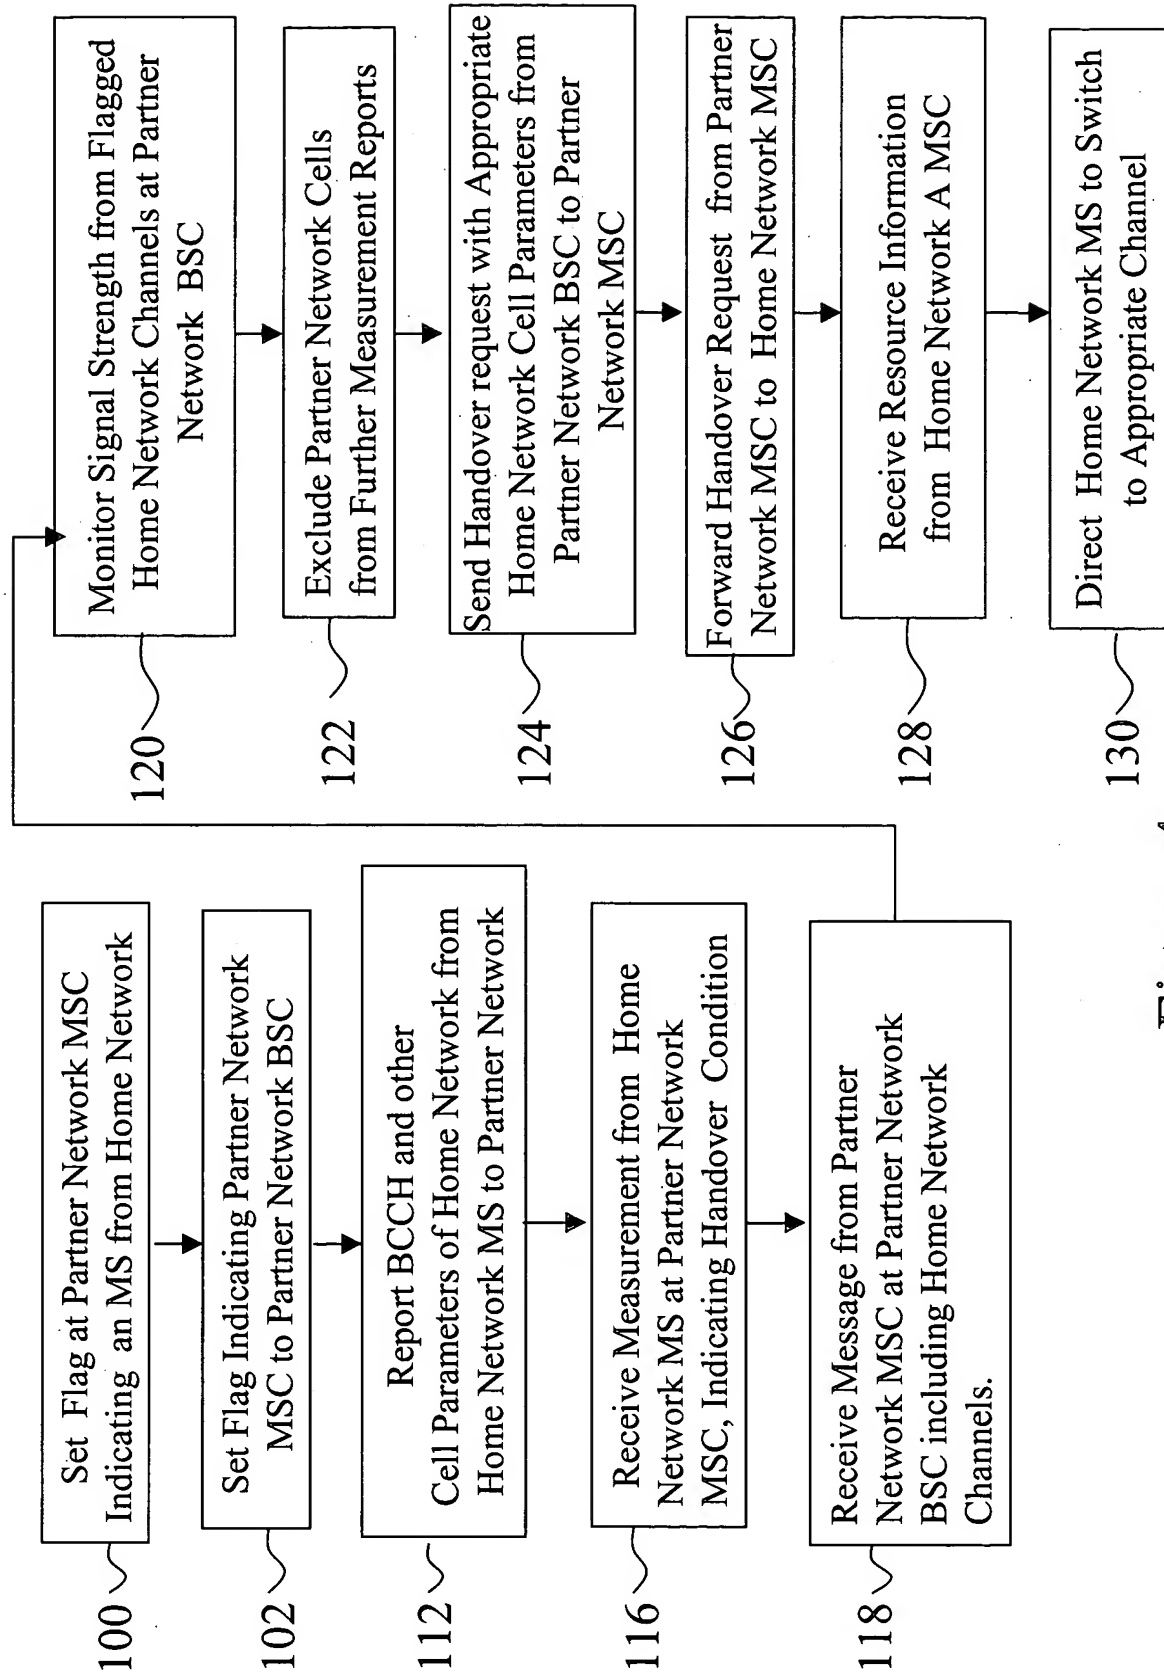 100
Set Flag at Partner Network MSC
Indicating an MS from Home Network
102
Set Flag Indicating Partner Network
MSC to Partner Network BSC
112
Report BCCH and other
Cell Parameters of Home Network from
Home Network MS to Partner Network
116
Receive Measurement from Home
Network MS at Partner Network
MSC, Indicating Handover Condition
118
Receive Message from Partner
Network MSC at Partner Network
BSC including Home Network
Channels.
120
Monitor Signal Strength from Flagged
Home Network Channels at Partner
Network BSC
122
Exclude Partner Network Cells
from Further Measurement Reports
124
Send Handover request with Appropriate
Home Network Cell Parameters from
Partner Network BSC to Partner
Network MSC
126
Forward Handover Request from Partner
Network MSC to Home Network MSC
128
Receive Resource Information
from Home Network A MSC
130
Direct Home Network MS to Switch
to Appropriate Channel